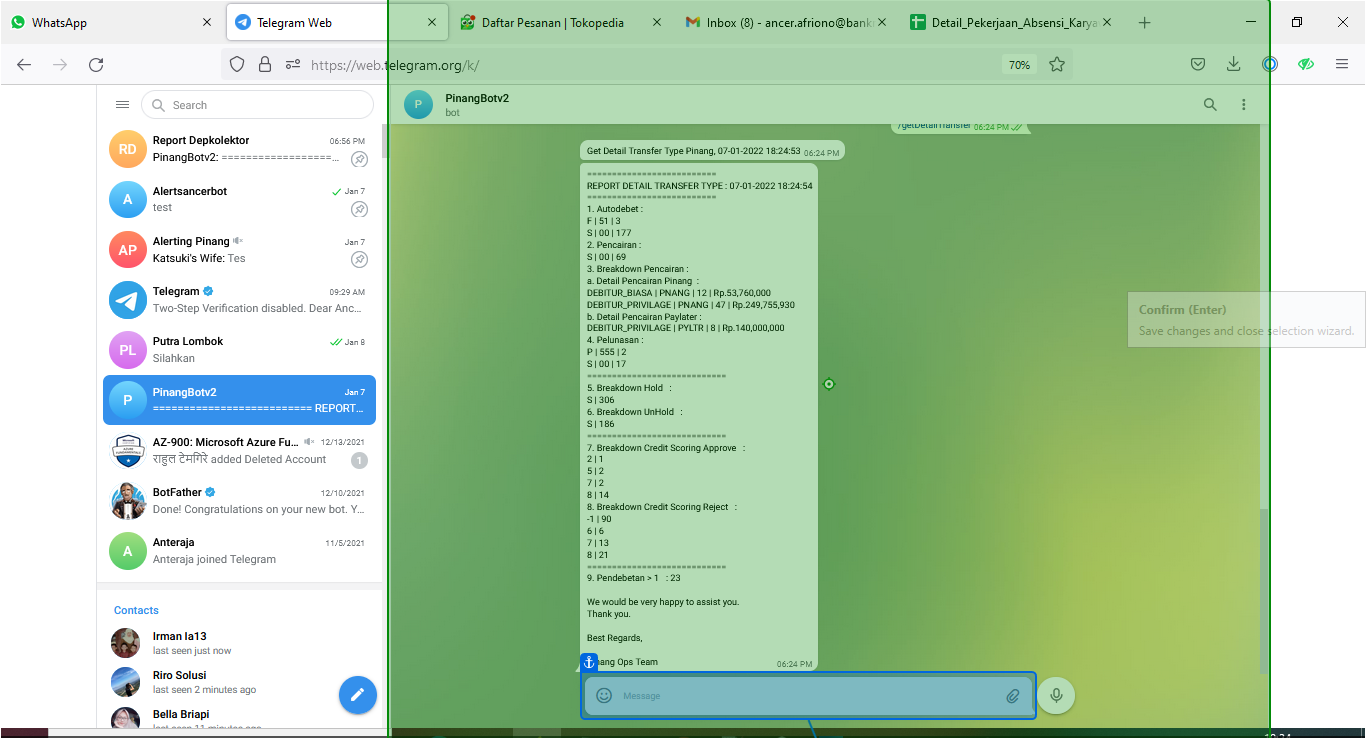 WhatsApp
Telegram Web
Daftar Pesanan | Tokopedia
Inbox (8) - ancer.afriono@bank
Detail_Pekerjaan_Absensi_Karya
https://web.telegram.org/k/
70%
Search
Report Depkolektor 06:56 PM
PinangBotv2: ==================...
Alertsancerbot Jan 7
test
Alerting Pinang Jan 7
Katsuki's Wife: Tes
Telegram 09:29 AM
Two-Step Verification disabled. Dear Anc...
Putra Lombok Jan 8
Silahkan
PinangBotv2 Jan 7
========================== REPORT...
AZ-900: Microsoft Azure Fu... 12/13/2021
राहुल टेमगिरे added Deleted Account 1
BotFather 12/10/2021
Done! Congratulations on your new bot. Y...
Anteraja 11/5/2021
Anteraja joined Telegram
Contacts
Irman Ia13
last seen just now
Riro Solusi
last seen 2 minutes ago
Bella Briapi
last seen 11 minutes ago
PinangBotv2
bot
/getDetailTransfer 06:24 PM
Get Detail Transfer Type Pinang, 07-01-2022 18:24:53 06:24 PM
==========================
REPORT DETAIL TRANSFER TYPE : 07-01-2022 18:24:54
==========================
1. Autodebet :
F | 51 | 3
S | 00 | 177
2. Pencairan :
S | 00 | 69
3. Breakdown Pencairan :
a. Detail Pencairan Pinang :
DEBITUR_BIASA | PNANG | 12 | Rp.53,760,000
DEBITUR_PRIVILAGE | PNANG | 47 | Rp.249,755,930
b. Detail Pencairan Paylater :
DEBITUR_PRIVILAGE | PYLTR | 8 | Rp.140,000,000
4. Pelunasan :
P | 555 | 2
S | 00 | 17
============================
5. Breakdown Hold :
S | 306
6. Breakdown UnHold :
S | 186
============================
7. Breakdown Credit Scoring Approve :
2 | 1
5 | 2
7 | 2
8 | 14
8. Breakdown Credit Scoring Reject :
-1 | 90
6 | 6
7 | 13
8 | 21
============================
9. Pendebetan > 1 : 23
We would be very happy to assist you.
Thank you.
Best Regards,
ang Ops Team 06:24 PM
Message
Confirm (Enter)
Save changes and close selection wizard.